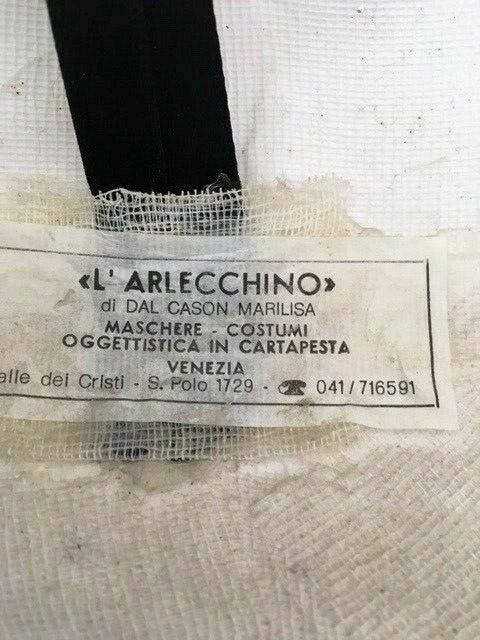 «L' ARLECCHINO»
di DAL CASON MARILISA
MASCHERE - COSTUMI
OGGETTISTICA IN CARTAPESTA
VENEZIA
alle dei Cristi - S. Polo 1729 - ☎ 041/716591